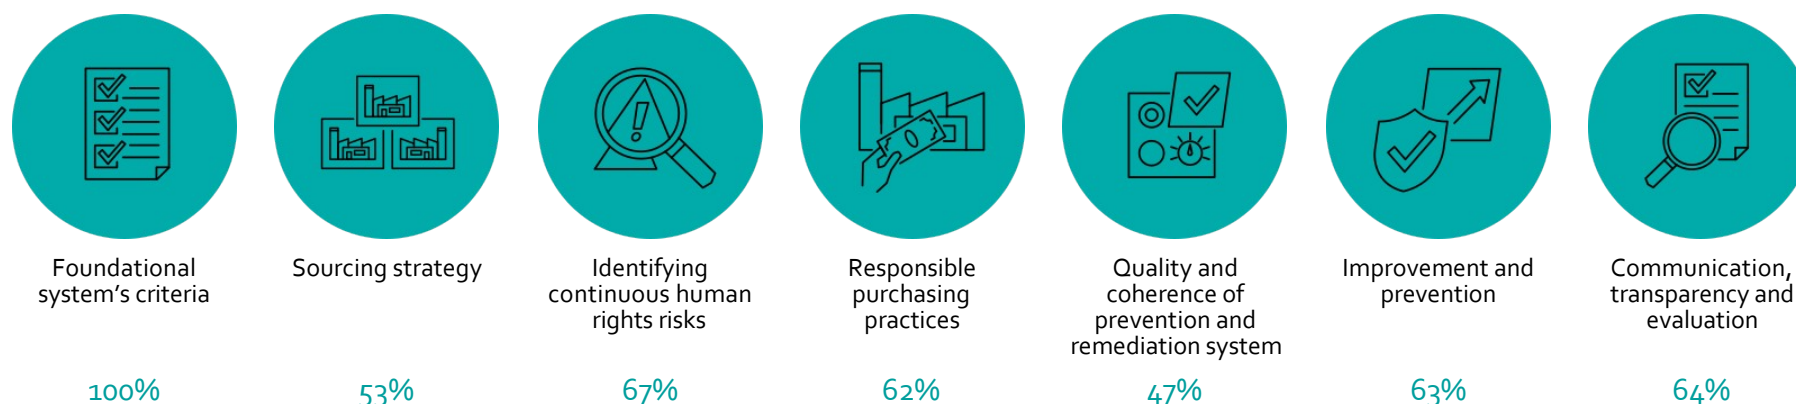 Foundational
system’s criteria
100%
Sourcing strategy
53%
Identifying
continuous human
rights risks
67%
Responsible
purchasing
practices
62%
Quality and
coherence of
prevention and
remediation system
47%
Improvement and
prevention
63%
Communication,
transparency and
evaluation
64%